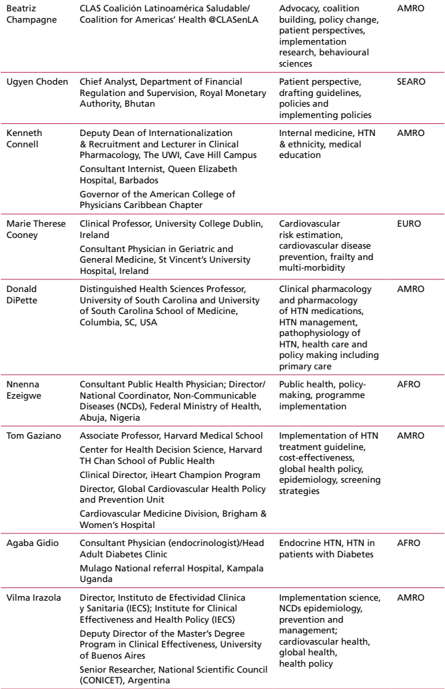 Beatriz
Champagne
CLAS Coalición Latinoamérica Saludable/
Coalition for Americas’ Health @CLASenLA
Advocacy, coalition
building, policy change,
patient perspectives,
implementation
research, behavioural
sciences
AMRO
Ugyen Choden
Chief Analyst, Department of Financial
Regulation and Supervision, Royal Monetary
Authority, Bhutan
Patient perspective,
drafting guidelines,
policies and
implementing policies
SEARO
Kenneth
Connell
Deputy Dean of Internationalization
& Recruitment and Lecturer in Clinical
Pharmacology, The UWI, Cave Hill Campus
Consultant Internist, Queen Elizabeth
Hospital, Barbados
Governor of the American College of
Physicians Caribbean Chapter
Internal medicine, HTN
& ethnicity, medical
education
AMRO
Marie Therese
Cooney
Clinical Professor, University College Dublin,
Ireland
Consultant Physician in Geriatric and
General Medicine, St Vincent’s University
Hospital, Ireland
Cardiovascular
risk estimation,
cardiovascular disease
prevention, frailty and
multi-morbidity
EURO
Donald
DiPette
Distinguished Health Sciences Professor,
University of South Carolina and University
of South Carolina School of Medicine,
Columbia, SC, USA
Clinical pharmacology
and pharmacology
of HTN medications,
HTN management,
pathophysiology of
HTN, health care and
policy making including
primary care
AMRO
Nnenna
Ezeigwe
Consultant Public Health Physician; Director/
National Coordinator, Non-Communicable
Diseases (NCDs), Federal Ministry of Health,
Abuja, Nigeria
Public health, policy-
making, programme
implementation
AFRO
Tom Gaziano
Associate Professor, Harvard Medical School
Center for Health Decision Science, Harvard
TH Chan School of Public Health
Clinical Director, iHeart Champion Program
Director, Global Cardiovascular Health Policy
and Prevention Unit
Cardiovascular Medicine Division, Brigham &
Women’s Hospital
Implementation of HTN
treatment guideline,
cost-effectiveness,
global health policy,
epidemiology, screening
strategies
AMRO
Agaba Gidio
Consultant Physician (endocrinologist)/Head
Adult Diabetes Clinic
Mulago National referral Hospital, Kampala
Uganda
Endocrine HTN, HTN in
patients with Diabetes
AFRO
Vilma Irazola
Director, Instituto de Efectividad Clinica
y Sanitaria (IECS); Institute for Clinical
Effectiveness and Health Policy (IECS)
Deputy Director of the Master’s Degree
Program in Clinical Effectiveness, University
of Buenos Aires
Senior Researcher, National Scientific Council
(CONICET), Argentina
Implementation science,
NCDs epidemiology,
prevention and
management;
cardiovascular health,
global health,
health policy
AMRO